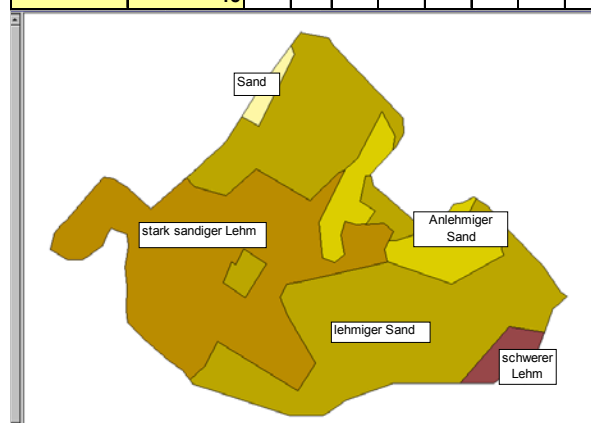 Sand
stark sandiger Lehm
Anlehmiger
Sand
lehmiger Sand
schwerer
Lehm